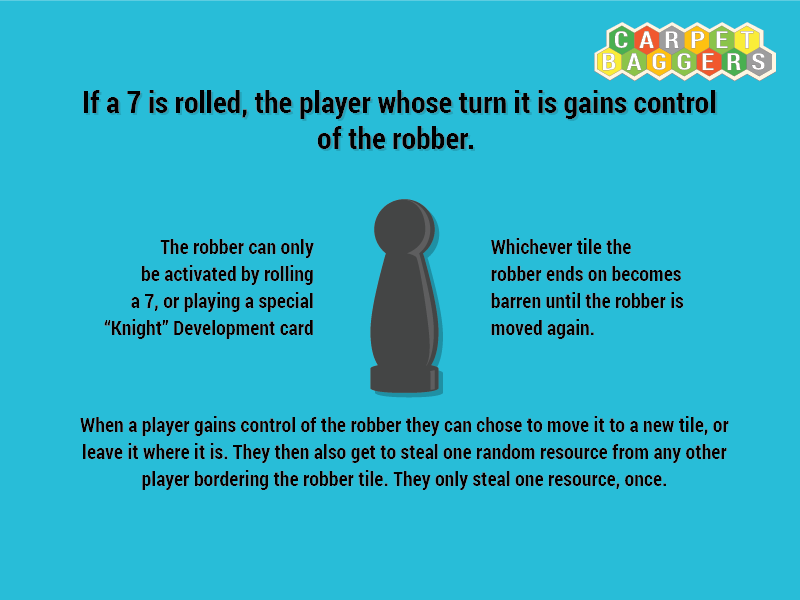 CARPET
BAGGERS
If a 7 is rolled, the player whose turn it is gains control
of the robber.
The robber can only
be activated by rolling
a 7, or playing a special
“Knight” Development card
Whichever tile the
robber ends on becomes
barren until the robber is
moved again.
When a player gains control of the robber they can chose to move it to a new tile, or
leave it where it is. They then also get to steal one random resource from any other
player bordering the robber tile. They only steal one resource, once.